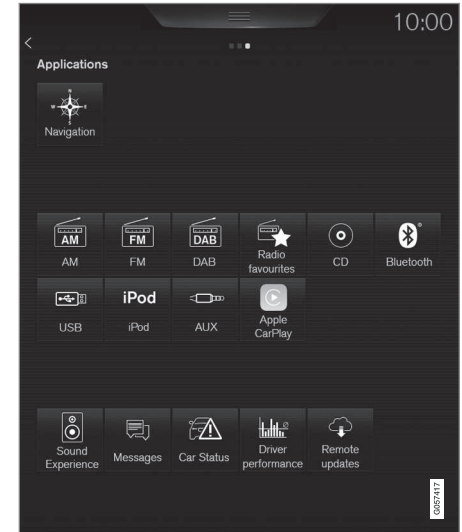 10:00
Applications
N
W E
S
Navigation
AM FM DAB
AM FM DAB Radio favourites CD Bluetooth
iPod
USB iPod AUX Apple CarPlay
Sound Experience Messages Car Status Driver performance Remote updates
G057417